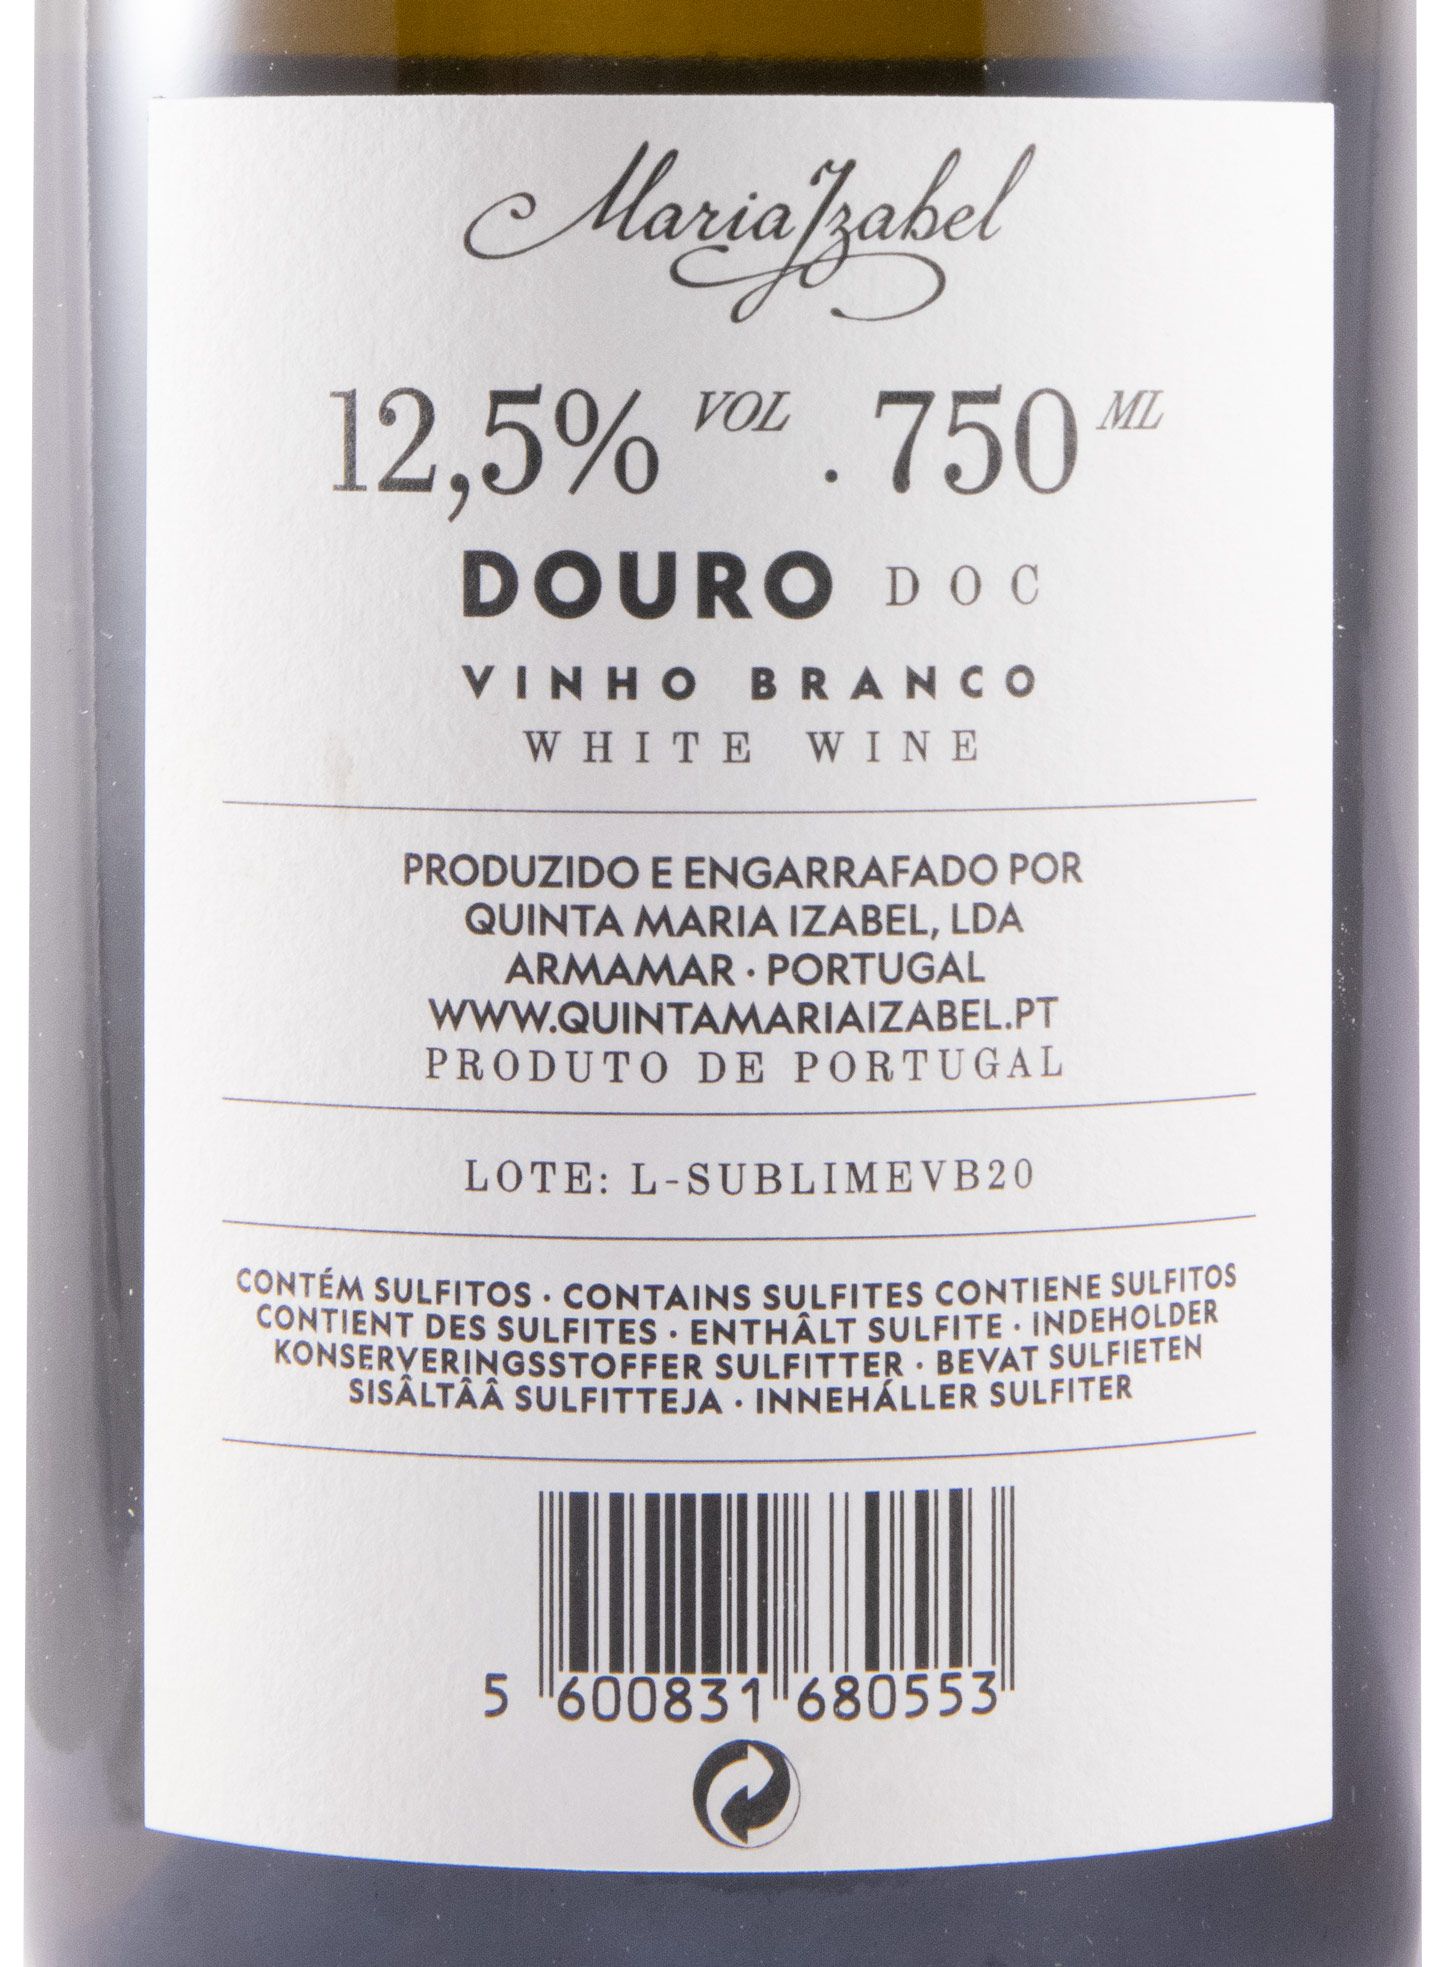 Maria Izabel
12,5% VOL . 750 ML
DOURO DOC
VINHO BRANCO
WHITE WINE
PRODUZIDO E ENGARRAFADO POR
QUINTA MARIA IZABEL, LDA
ARMAMAR · PORTUGAL
WWW.QUINTAMARIAIZABEL.PT
PRODUTO DE PORTUGAL
LOTE: L-SUBLIMEVB20
CONTÉM SULFITOS · CONTAINS SULFITES CONTIENE SULFITOS
CONTIENT DES SULFITES · ENTHÂLT SULFITE · INDEHOLDER
KONSERVERINGSSTOFFER SULFITTER · BEVAT SULFIETEN
SISÂLTÂÂ SULFITTEJA · INNEHÁLLER SULFITER
5 600831 680553